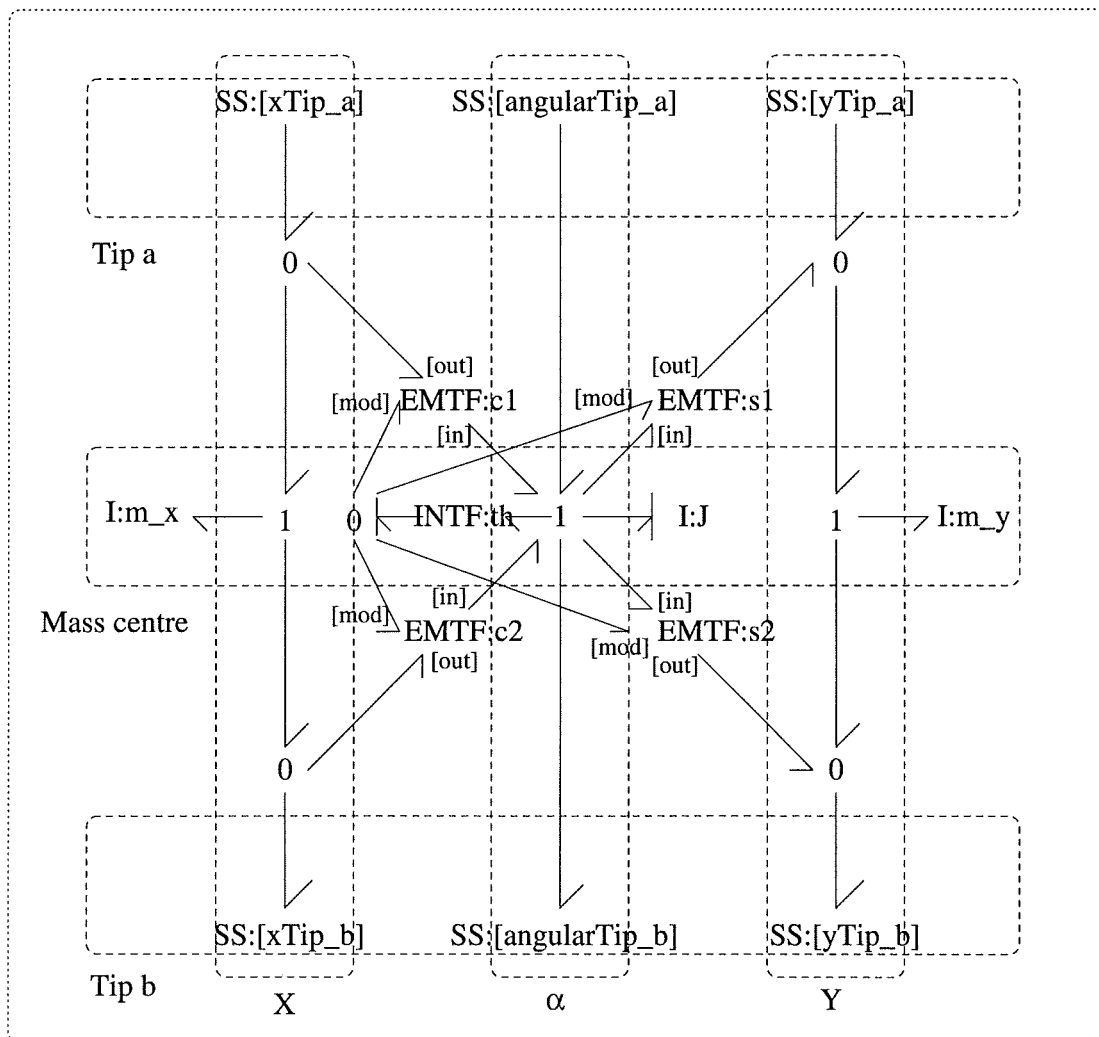 SS:[xTip_a] SS:[angularTip_a] SS:[yTip_a]
Tip a
0 0
[out] [out]
[mod] EMTF:c1 [mod] EMTF:s1
[in] [in]
I:m_x 1 0 INTF:th 1 I:J 1 I:m_y
Mass centre
[in] [in]
[mod] EMTF:c2 [mod] EMTF:s2
[out] [out]
0 0
SS:[xTip_b] SS:[angularTip_b] SS:[yTip_b]
Tip b
X α Y